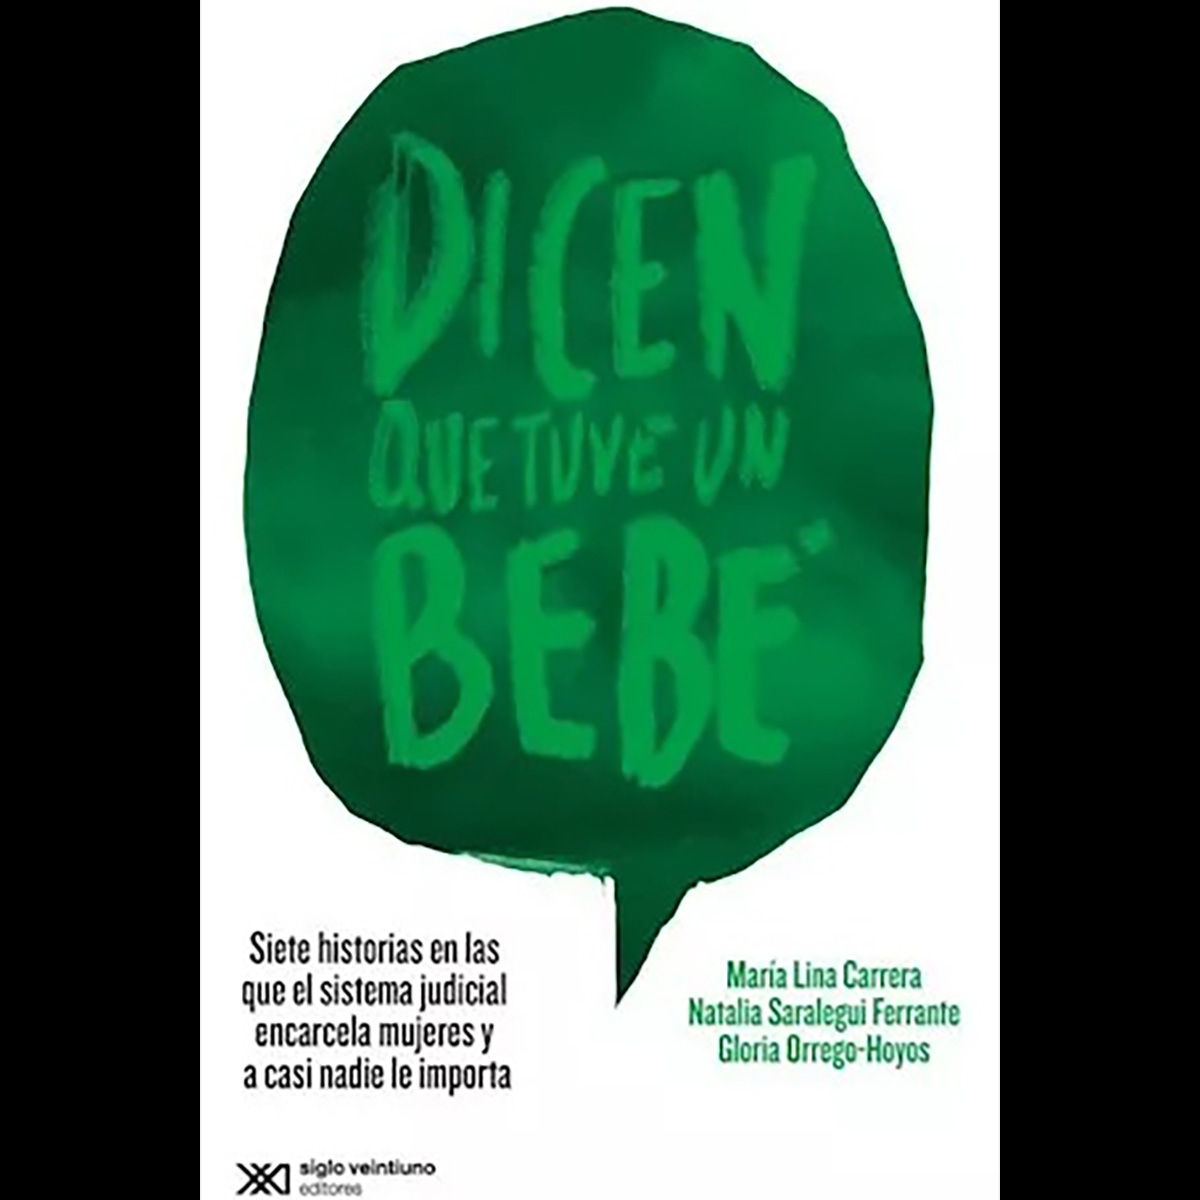 DICEN
QUE TUVE UN
BEBE
Siete historias en las
que el sistema judicial
encarcela mujeres y
a casi nadie le importa
María Lina Carrera
Natalia Saralegui Ferrante
Gloria Orrego-Hoyos
siglo veintiuno
editores